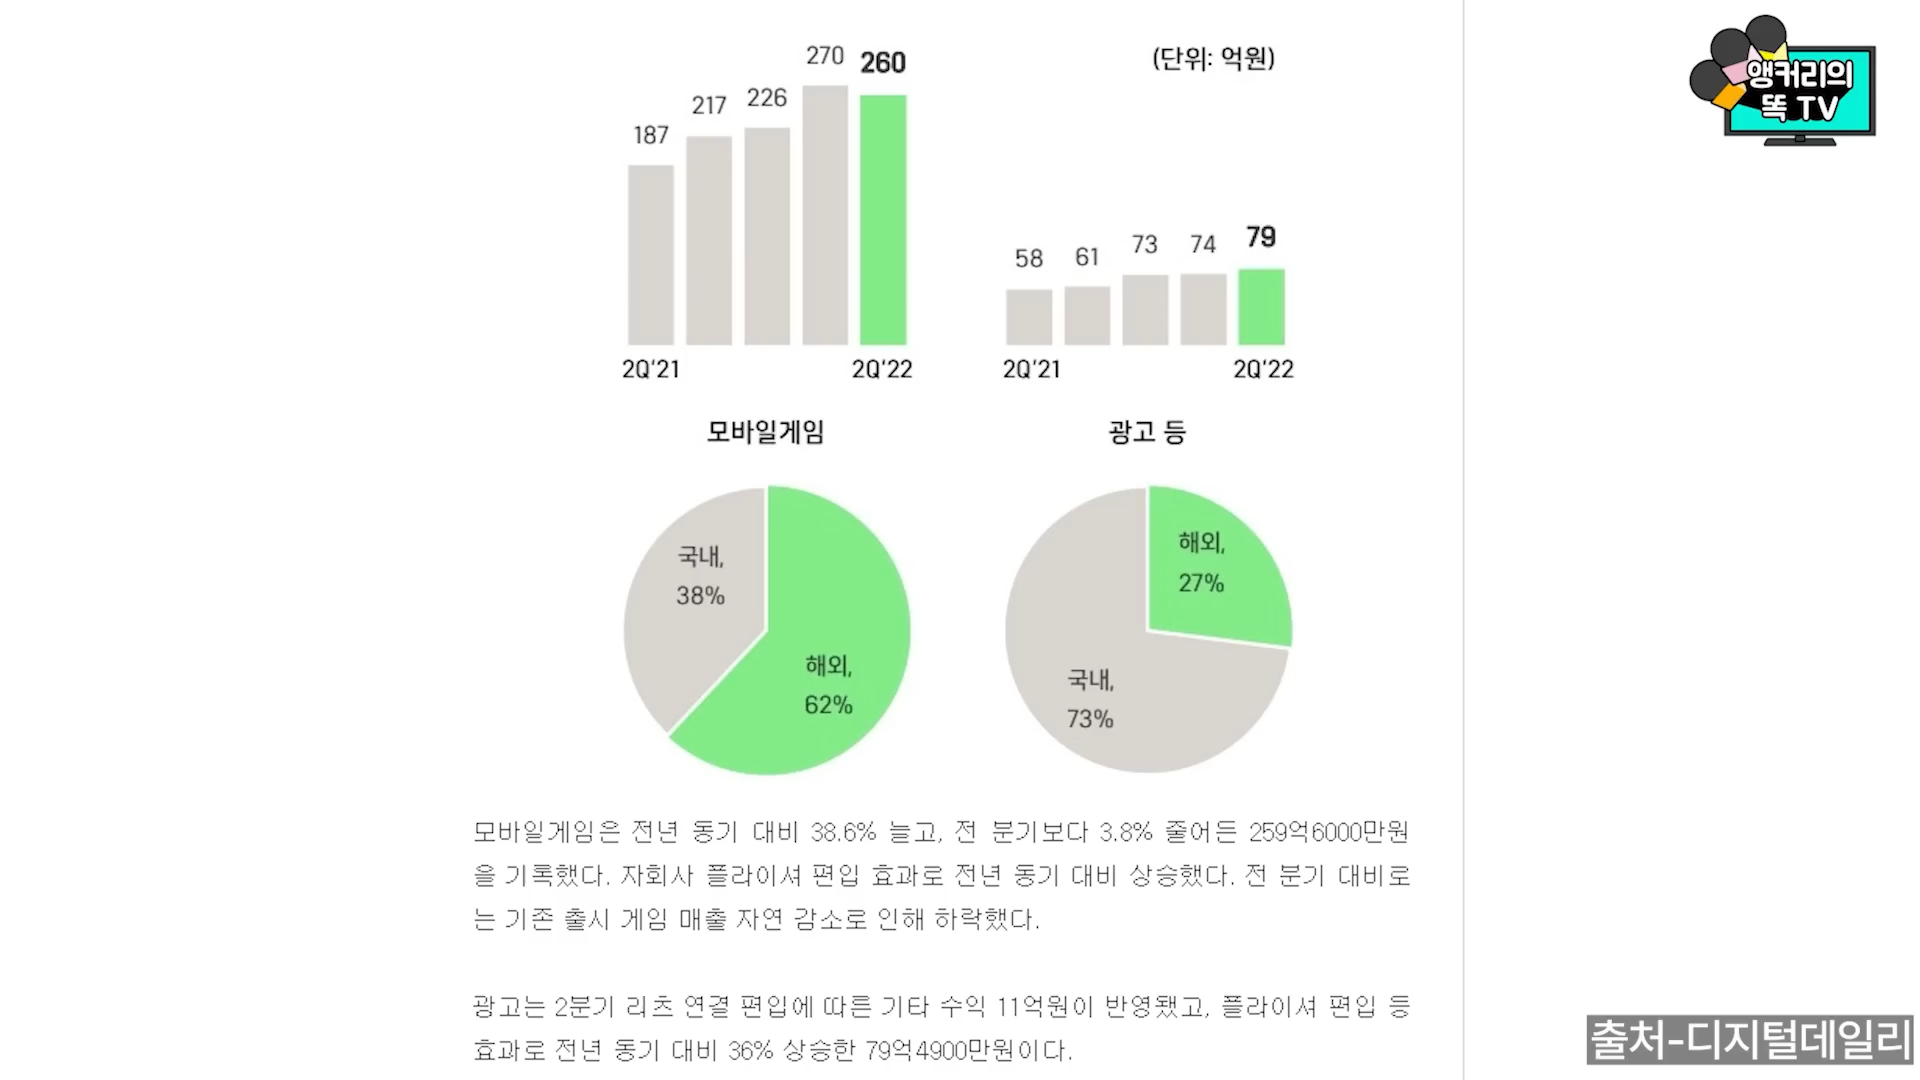 270
260
(단위: 억원)
앵커리의
똑 TV
226
217
187
79
74
73
61
58
2Q'21
2Q'22
2Q'21
2Q'22
모바일게임
광고 등
국내,
38%
해외,
62%
해외,
27%
국내,
73%
모바일게임은 전년 동기 대비 38.6% 늘고, 전 분기보다 3.8% 줄어든 259억6000만원
을 기록했다. 자회사 플라이셔 편입 효과로 전년 동기 대비 상승했다. 전 분기 대비로
는 기존 출시 게임 매출 자연 감소로 인해 하락했다.
광고는 2분기 리츠 연결 편입에 따른 기타 수익 11억원이 반영됐고, 플라이셔 편입 등
효과로 전년 동기 대비 36% 상승한 79억4900만원이다.
출처-디지털데일리